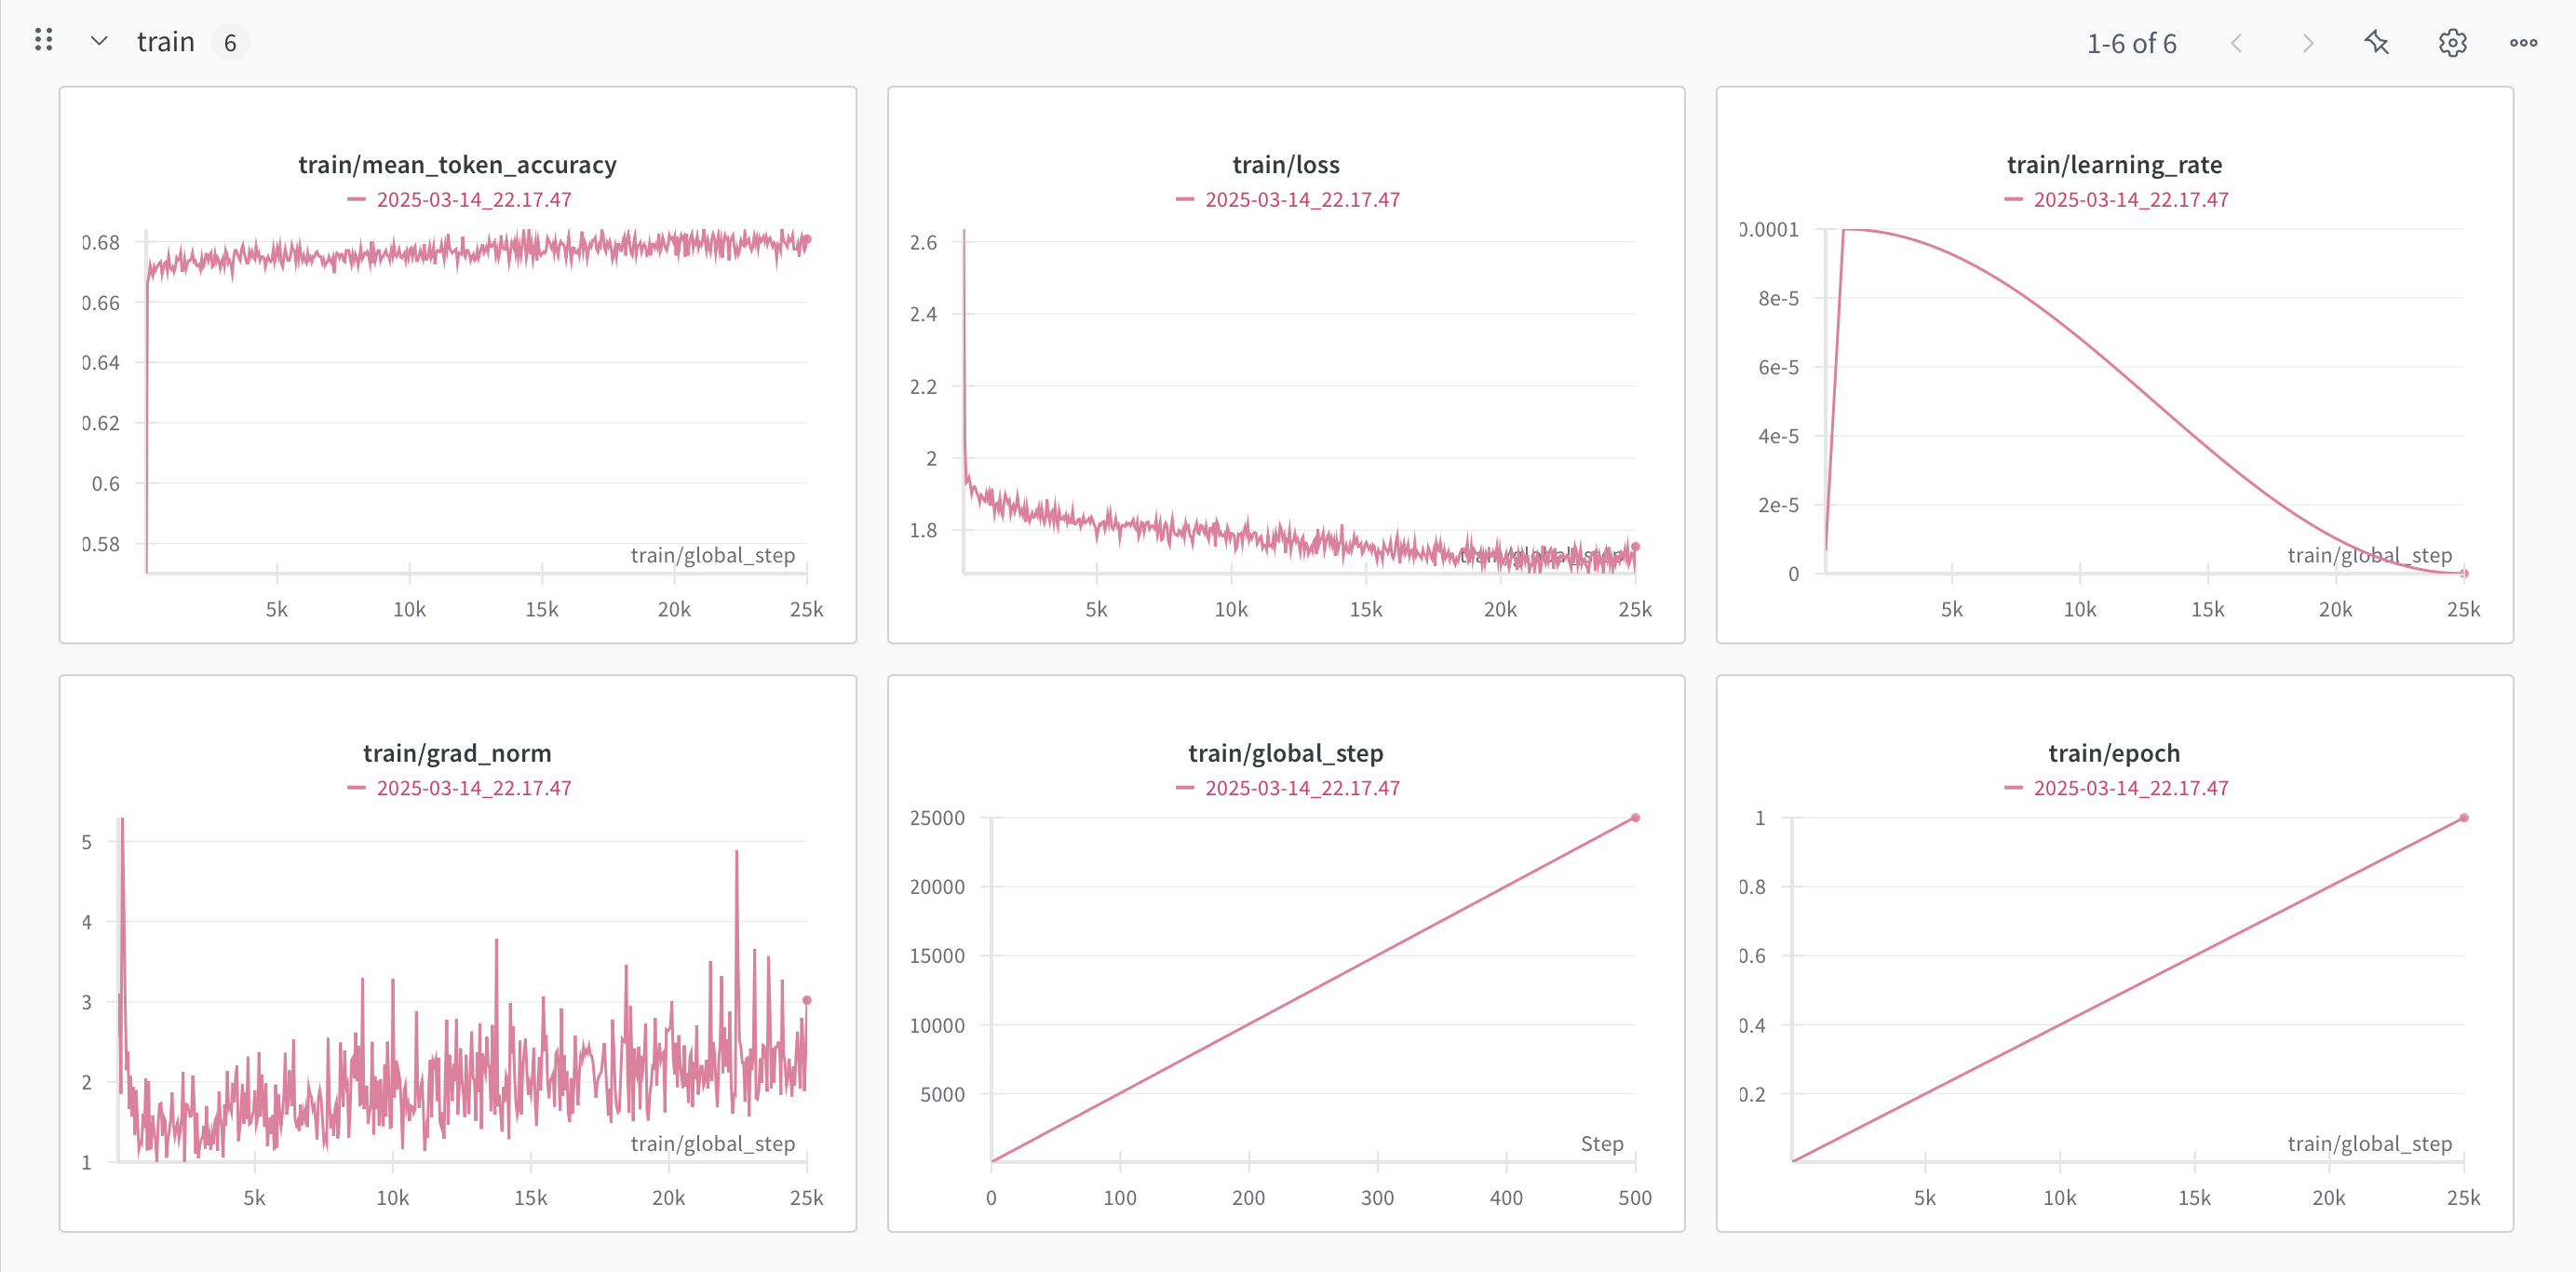 train 6
1-6 of 6
train/mean_token_accuracy
2025-03-14_22.17.47
0.68
0.66
0.64
0.62
0.6
0.58
train/global_step
5k 10k 15k 20k 25k
train/loss
2025-03-14_22.17.47
2.6
2.4
2.2
2
1.8
train/global_step
5k 10k 15k 20k 25k
train/learning_rate
2025-03-14_22.17.47
0.0001
8e-5
6e-5
4e-5
2e-5
0
train/global_step
5k 10k 15k 20k 25k
train/grad_norm
2025-03-14_22.17.47
5
4
3
2
1
train/global_step
5k 10k 15k 20k 25k
train/global_step
2025-03-14_22.17.47
25000
20000
15000
10000
5000
Step
0 100 200 300 400 500
train/epoch
2025-03-14_22.17.47
1
0.8
0.6
0.4
0.2
train/global_step
5k 10k 15k 20k 25k